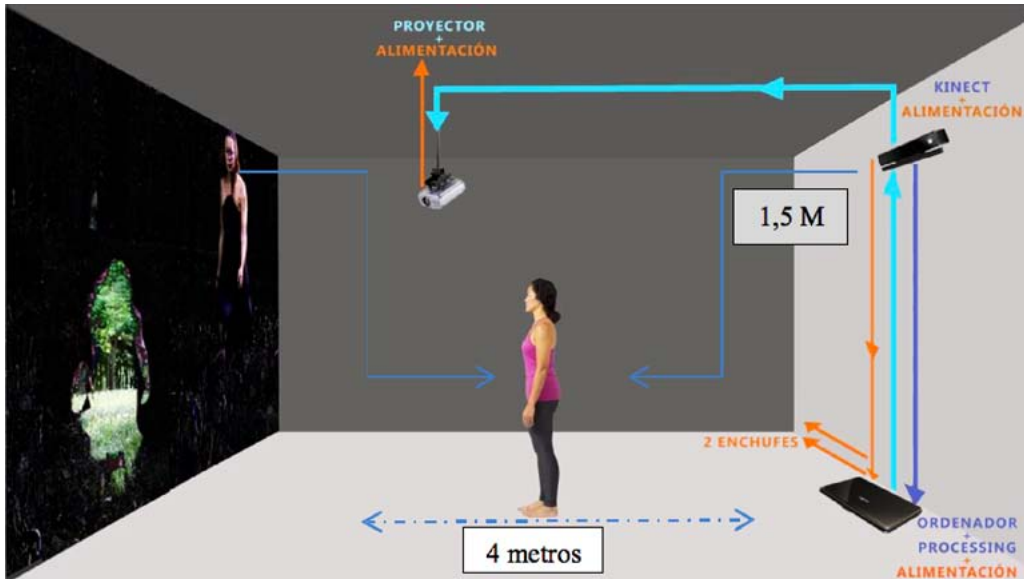 PROYECTOR
+
ALIMENTACIÓN
KINECT
+
ALIMENTACIÓN
1,5 M
2 ENCHUFES
4 metros
ORDENADOR
+
PROCESSING
+
ALIMENTACIÓN